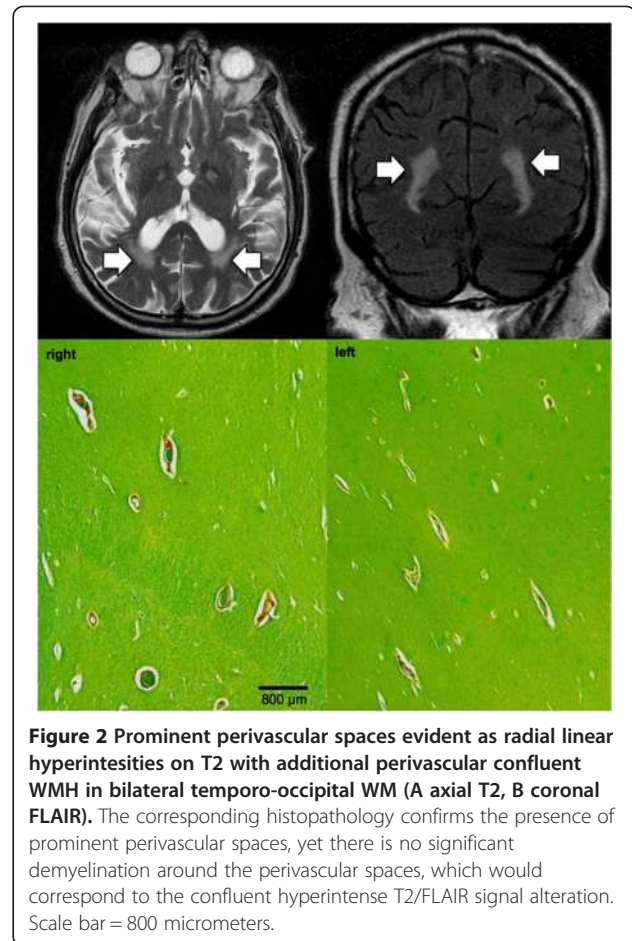 right
left
800 µm
Figure 2 Prominent perivascular spaces evident as radial linear
hyperintesities on T2 with additional perivascular confluent
WMH in bilateral temporo-occipital WM (A axial T2, B coronal
FLAIR). The corresponding histopathology confirms the presence of
prominent perivascular spaces, yet there is no significant
demyelination around the perivascular spaces, which would
correspond to the confluent hyperintense T2/FLAIR signal alteration.
Scale bar = 800 micrometers.